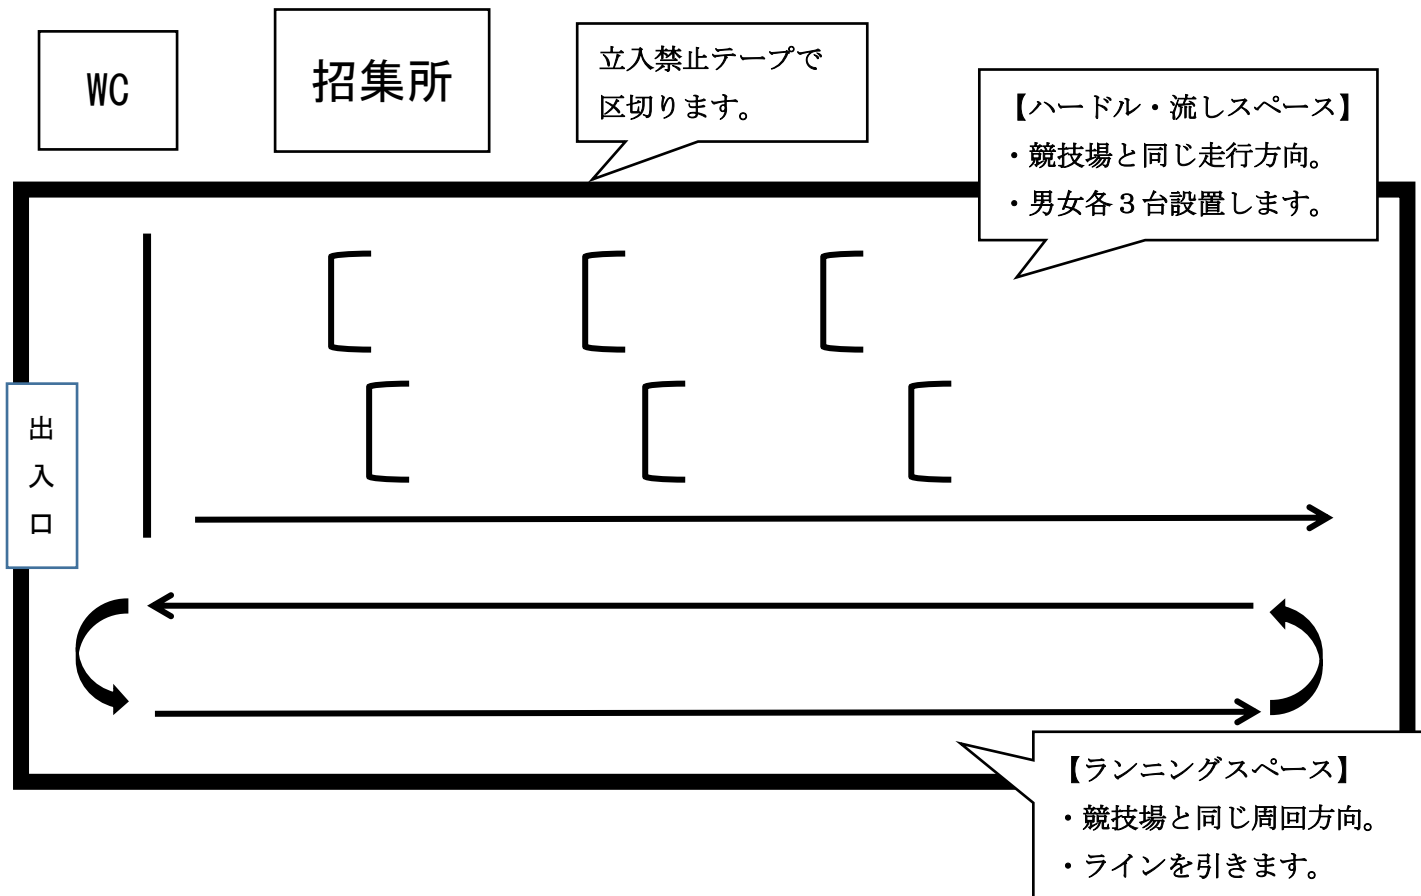 WC
招集所
立入禁止テープで
区切ります。
【ハードル・流しスペース】
・競技場と同じ走行方向。
・男女各３台設置します。
出
入
口
【ランニングスペース】
・競技場と同じ周回方向。
・ラインを引きます。